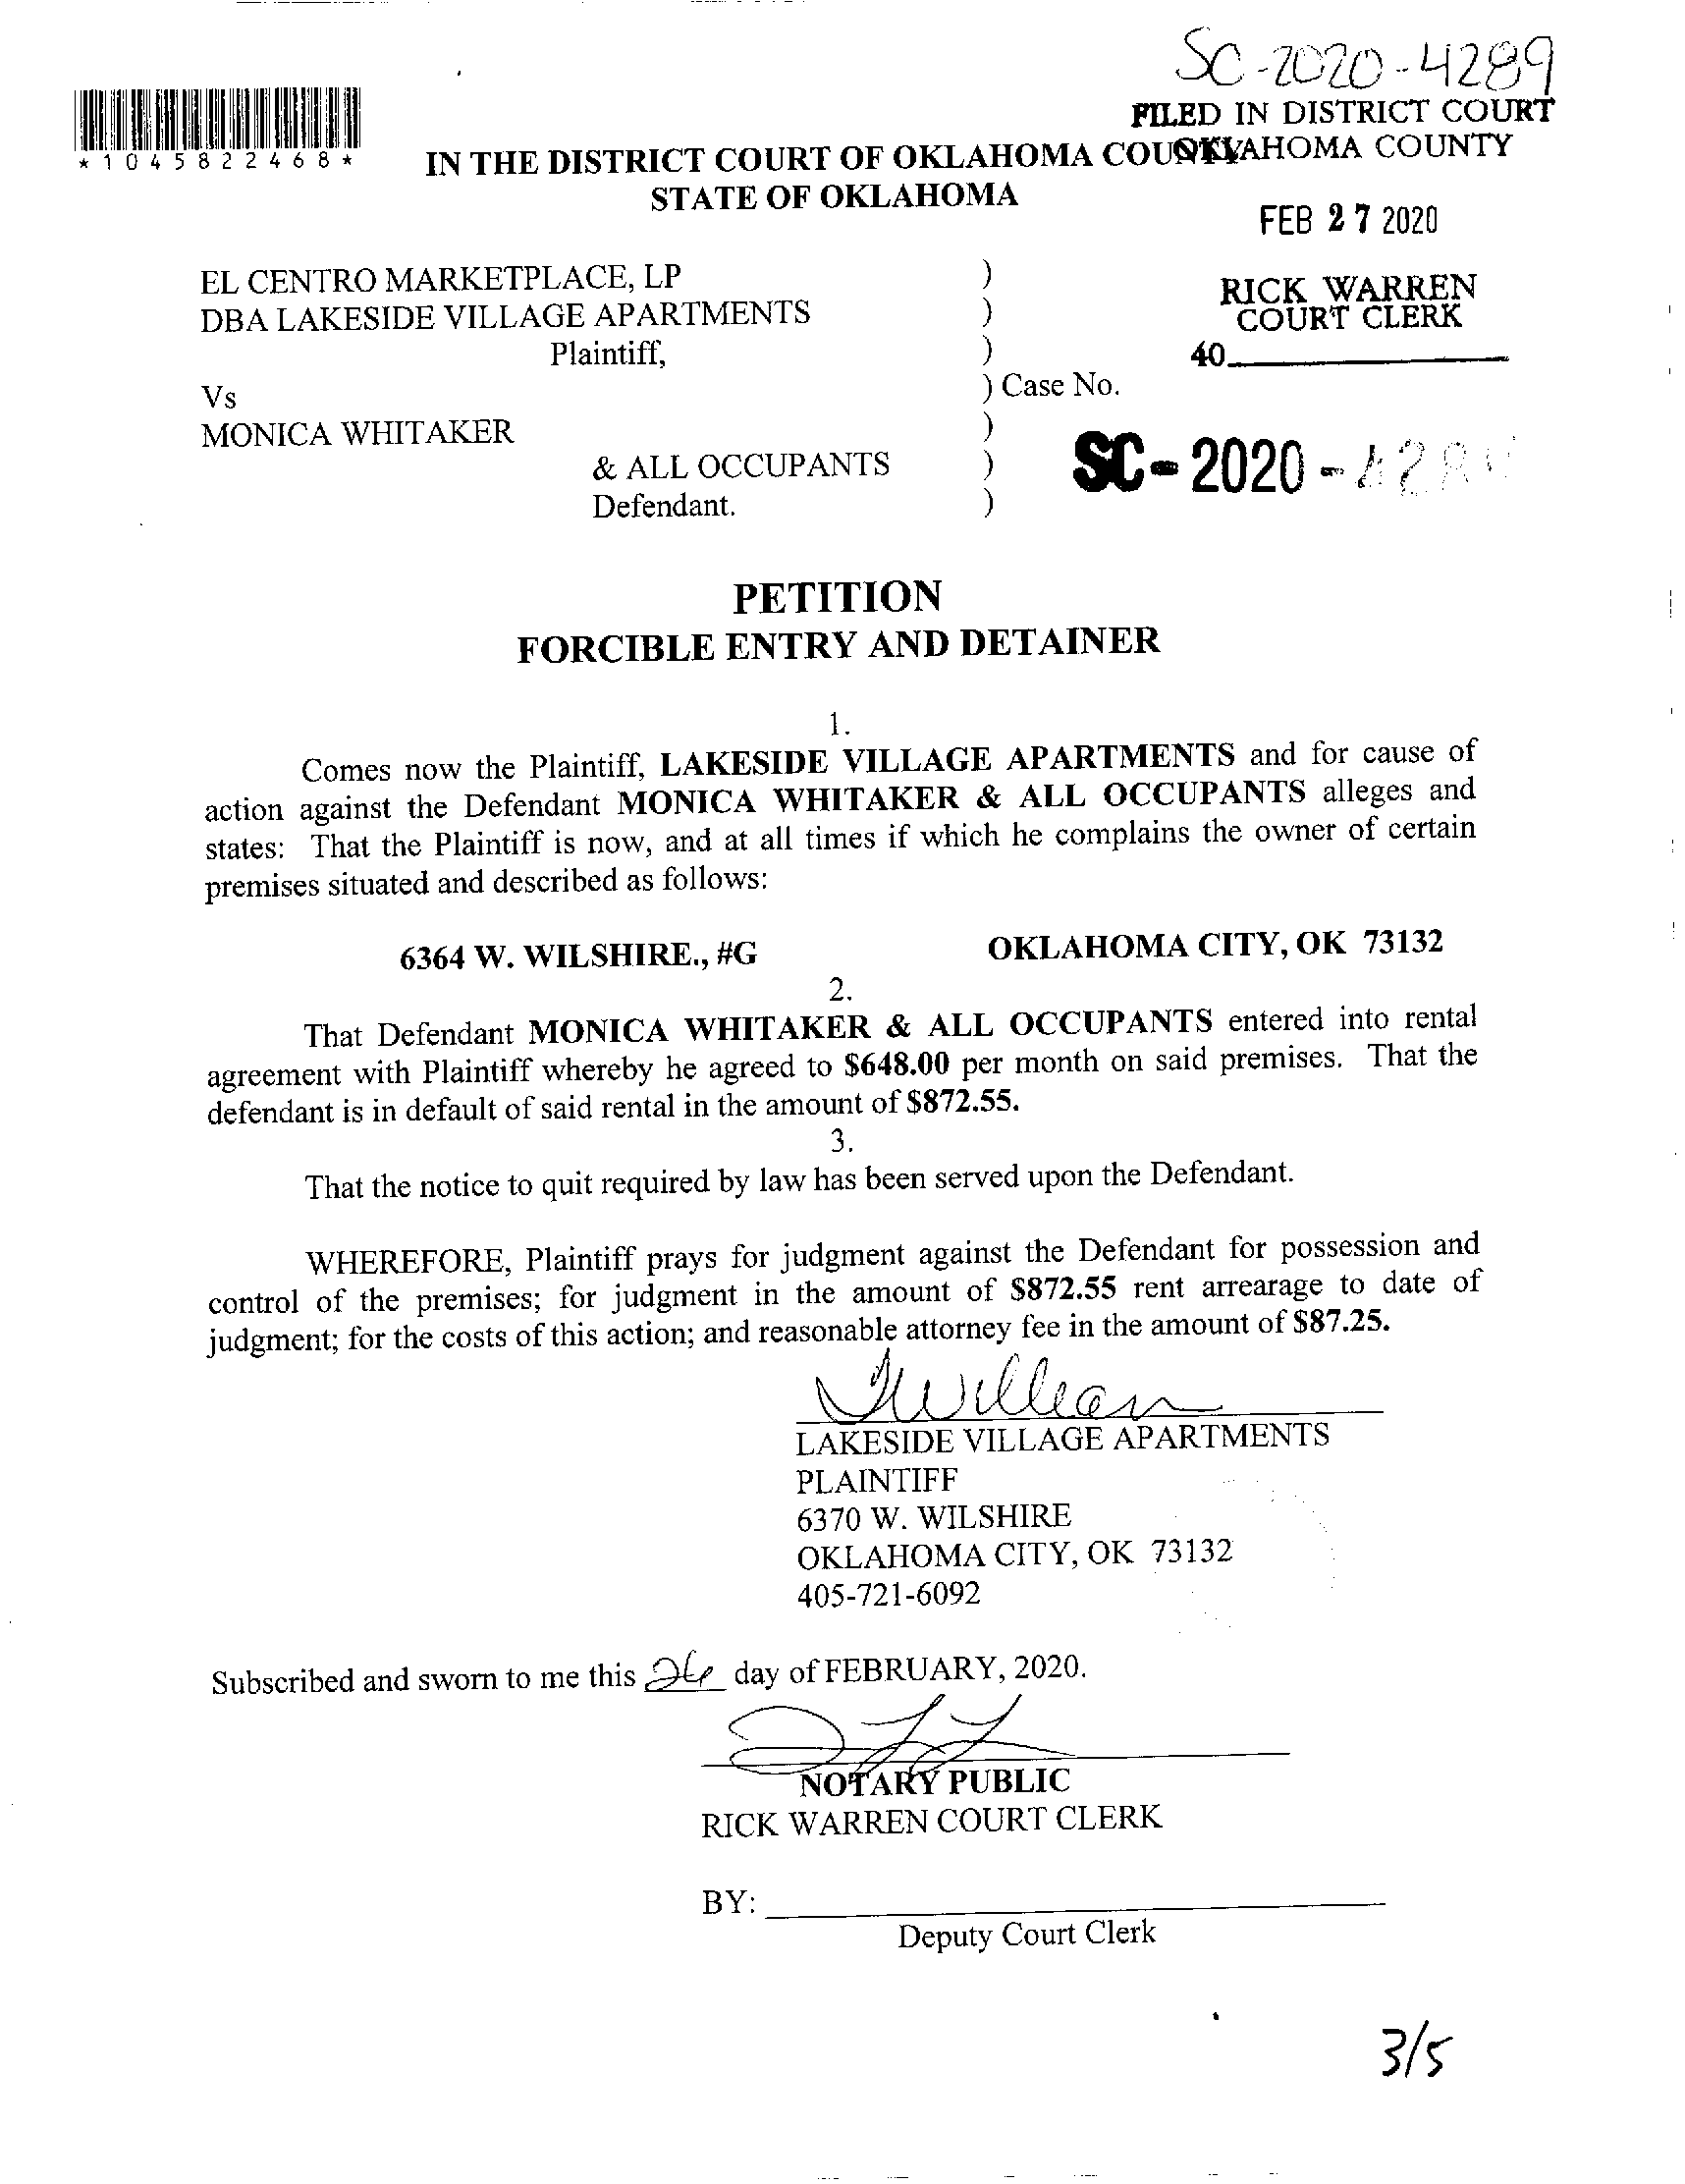 SC-2020-4289
FILED IN DISTRICT COURT
OKLAHOMA COUNTY
*1045822468*
IN THE DISTRICT COURT OF OKLAHOMA COUNTY
STATE OF OKLAHOMA
FEB 27 2020
EL CENTRO MARKETPLACE, LP )
DBA LAKESIDE VILLAGE APARTMENTS )
Plaintiff, )
RICK WARREN
COURT CLERK
40
Vs ) Case No.
MONICA WHITAKER )
& ALL OCCUPANTS )
Defendant. )
SC-2020-
PETITION
FORCIBLE ENTRY AND DETAINER
1.
Comes now the Plaintiff, LAKESIDE VILLAGE APARTMENTS and for cause of
action against the Defendant MONICA WHITAKER & ALL OCCUPANTS alleges and
states: That the Plaintiff is now, and at all times if which he complains the owner of certain
premises situated and described as follows:
6364 W. WILSHIRE., #G OKLAHOMA CITY, OK 73132
2.
That Defendant MONICA WHITAKER & ALL OCCUPANTS entered into rental
agreement with Plaintiff whereby he agreed to $648.00 per month on said premises. That the
defendant is in default of said rental in the amount of $872.55.
3.
That the notice to quit required by law has been served upon the Defendant.
WHEREFORE, Plaintiff prays for judgment against the Defendant for possession and
control of the premises; for judgment in the amount of $872.55 rent arrearage to date of
judgment; for the costs of this action; and reasonable attorney fee in the amount of $87.25.
LAKESIDE VILLAGE APARTMENTS
PLAINTIFF
6370 W. WILSHIRE
OKLAHOMA CITY, OK 73132
405-721-6092
Subscribed and sworn to me this 26 day of FEBRUARY, 2020.
NOTARY PUBLIC
RICK WARREN COURT CLERK
BY:
Deputy Court Clerk
3/5